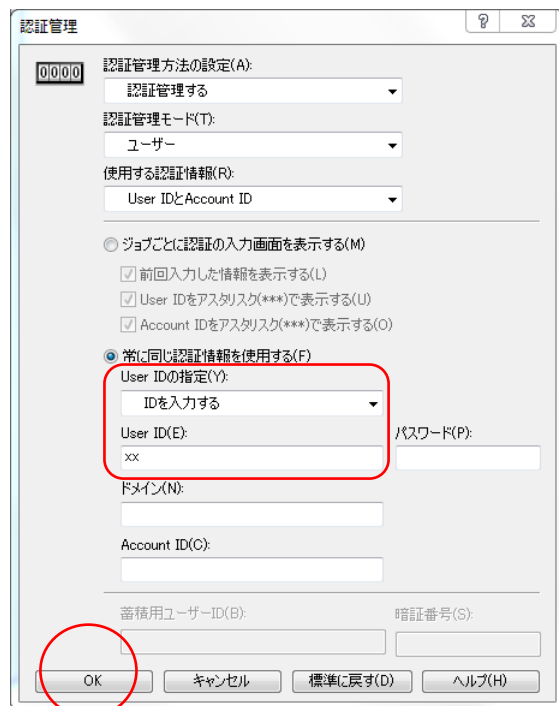 認証管理
0000
認証管理方法の設定(A):
認証管理する
認証管理モード(T):
ユーザー
使用する認証情報(R):
User IDとAccount ID
ジョブごとに認証の入力画面を表示する(M)
前回入力した情報を表示する(L)
User IDをアスタリスク(***)で表示する(U)
Account IDをアスタリスク(***)で表示する(O)
常に同じ認証情報を使用する(F)
User IDの指定(Y):
IDを入力する
User ID(E): パスワード(P):
xx
ドメイン(N):
Account ID(C):
蓄積用ユーザーID(B): 暗証番号(S):
OK キャンセル 標準に戻す(D) ヘルプ(H)